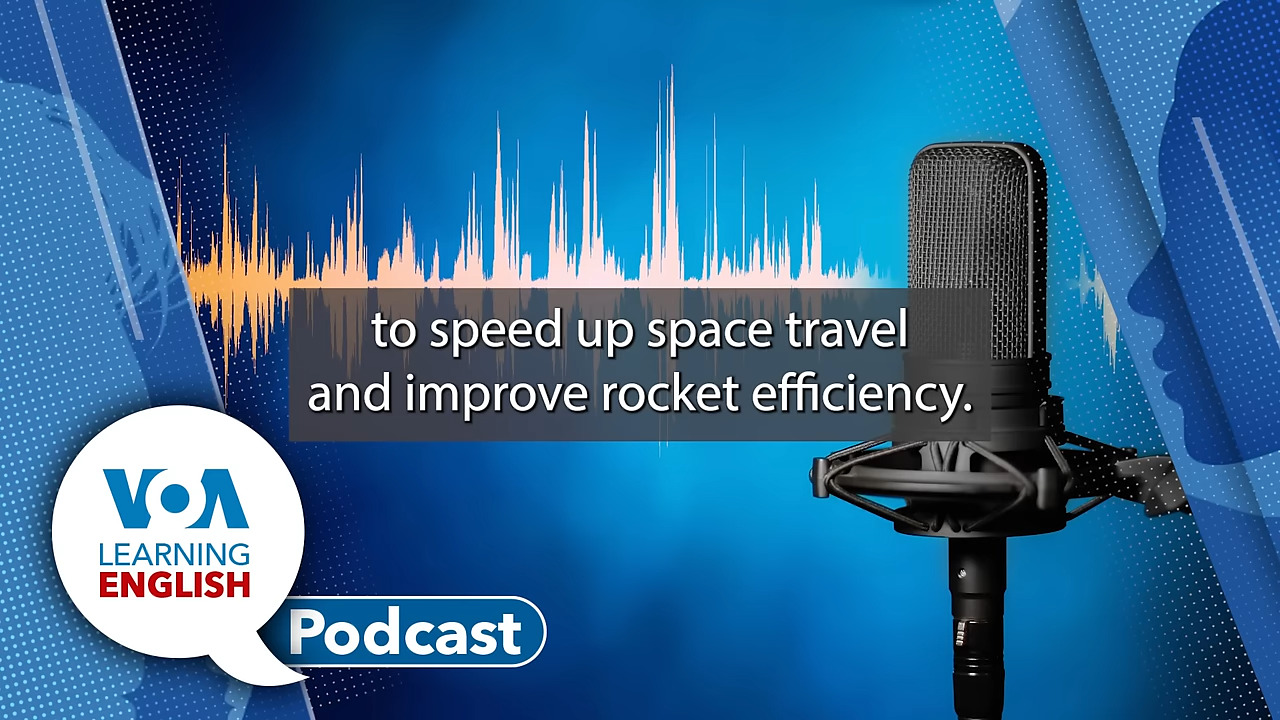 to speed up space travel
and improve rocket efficiency.
VOA
LEARNING
ENGLISH
Podcast